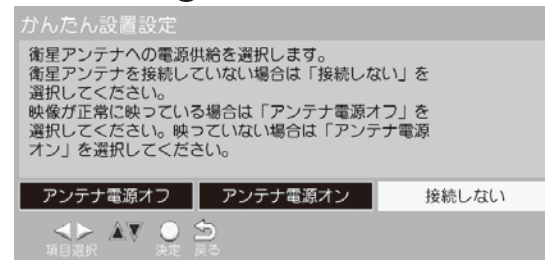 かんたん設置設定
衛星アンテナへの電源供給を選択します。
衛星アンテナを接続していない場合は「接続しない」を
選択してください。
映像が正常に映っている場合は「アンテナ電源オフ」を
選択してください。映っていない場合は「アンテナ電源
オン」を選択してください。
アンテナ電源オフ アンテナ電源オン 接続しない
項目選択 決定 戻る